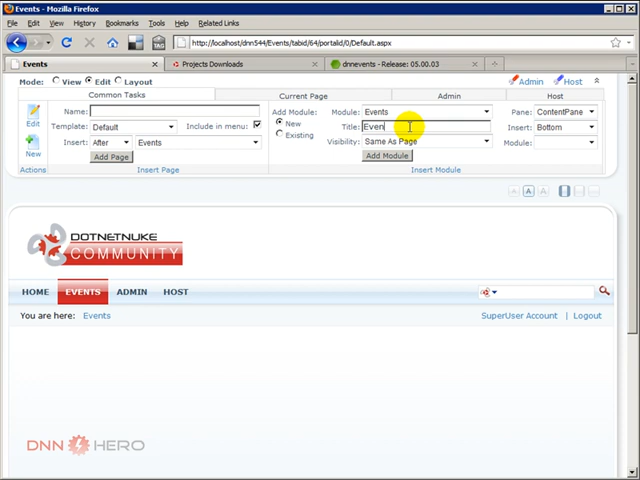 Events - Mozilla Firefox
File Edit View History Bookmarks Tools Related Links
http://localhost/dnn544/Events/tabid/64/portalid/0/Default.aspx
Events
Projects Downloads
dnnevents - Release: 05.00.03
Mode: View Edit Layout
Admin Host
Common Tasks
Current Page
Admin
Host
Edit
New
Actions
Name:
Template: Default
Include in menu:
Insert: After Events
Add Page
Insert Page
Add Module:
New
Existing
Module: Events
Title: Even
Visibility: Same As Page
Add Module
Insert Module
Pane: ContentPane
Insert: Bottom
Module:
A A A
DOTNETNUKE
COMMUNITY
HOME EVENTS ADMIN HOST
You are here: Events
SuperUser Account | Logout
DNN HERO